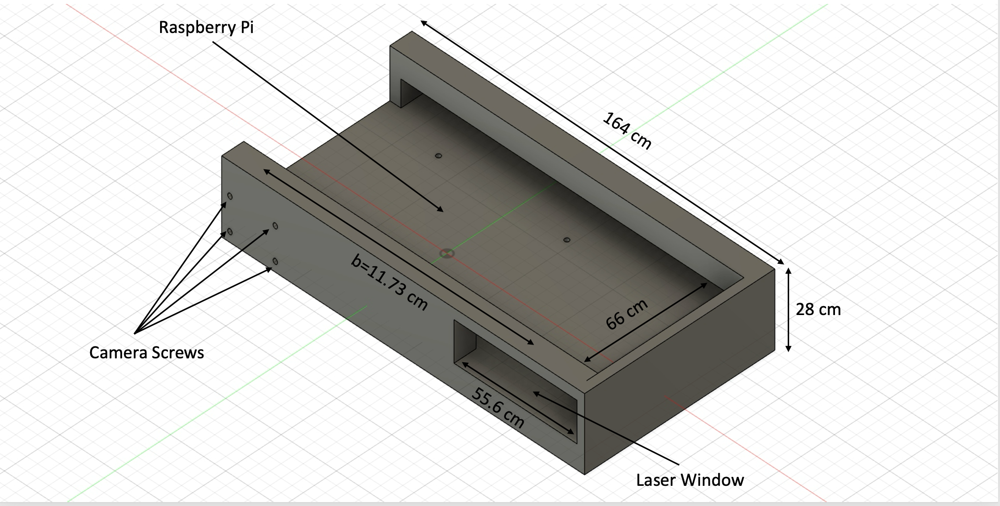 Raspberry Pi
164 cm
b=11.73 cm
66 cm
28 cm
Camera Screws
55.6 cm
Laser Window